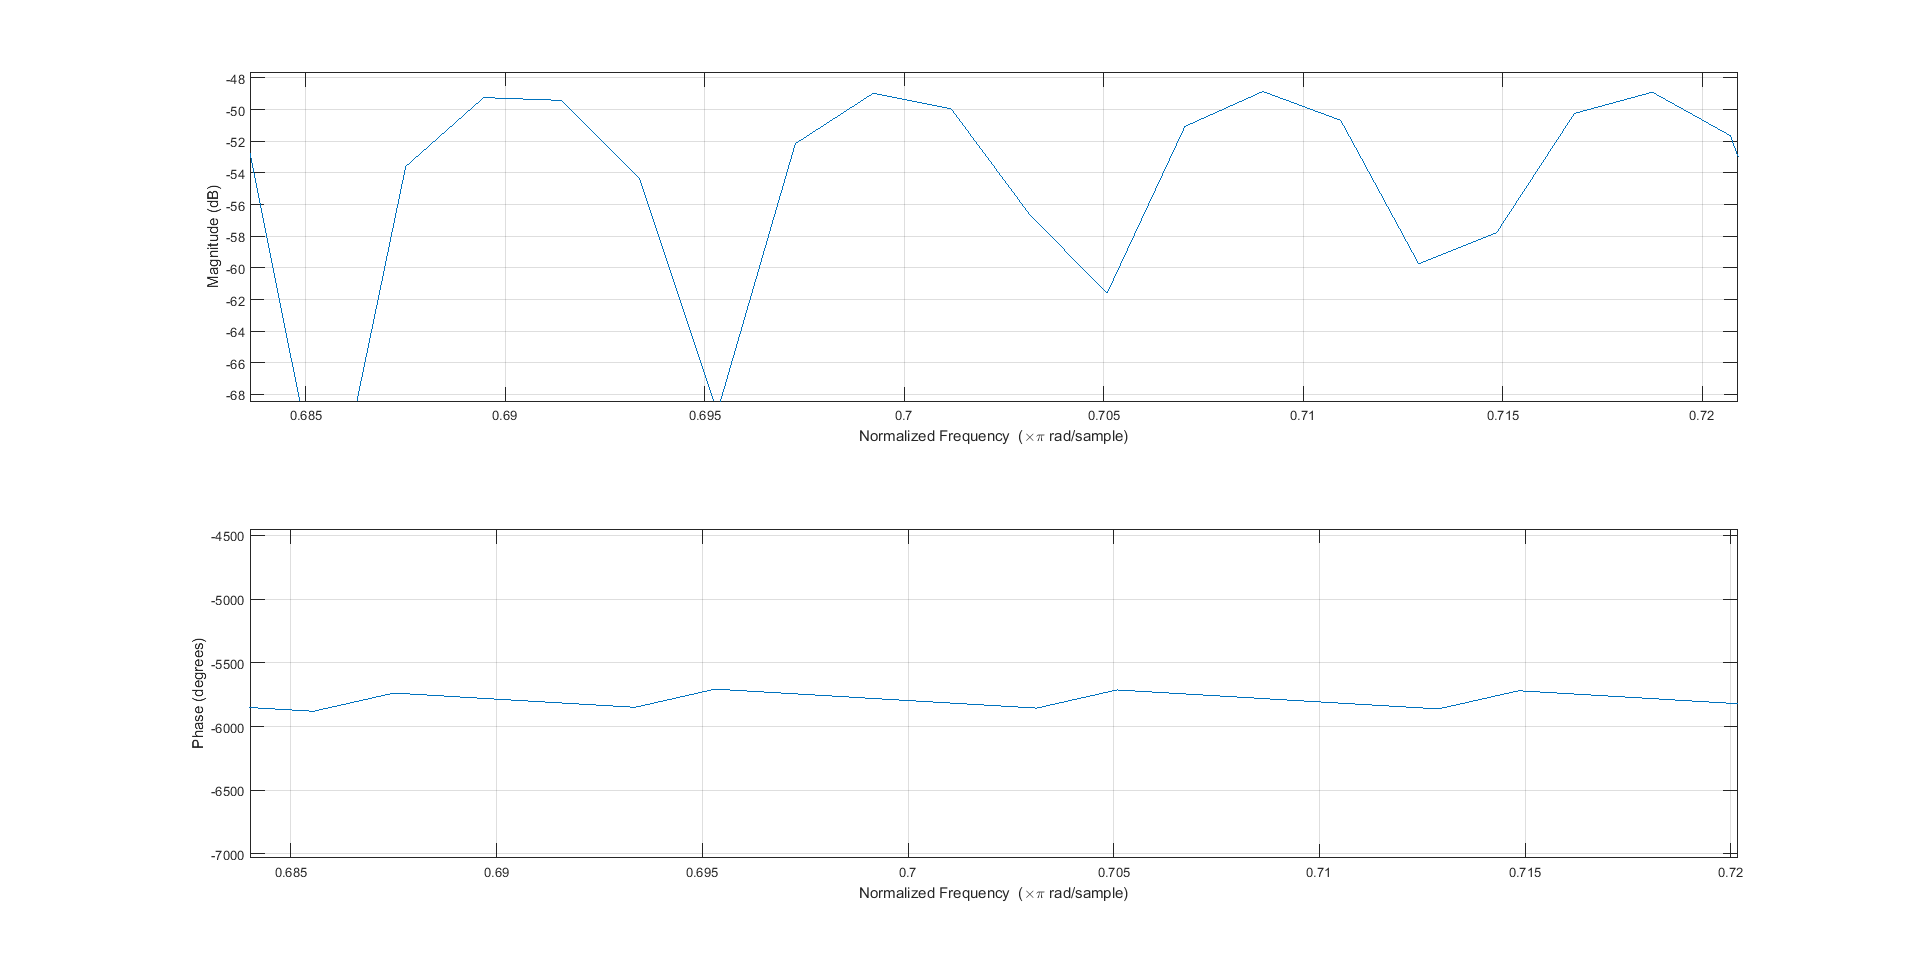 -48
-50
-52
-54
-56
-58
-60
-62
-64
-66
-68
Magnitude (dB)
0.685 0.69 0.695 0.7 0.705 0.71 0.715 0.72
Normalized Frequency (×π rad/sample)
-4500
-5000
-5500
-6000
-6500
-7000
Phase (degrees)
0.685 0.69 0.695 0.7 0.705 0.71 0.715 0.72
Normalized Frequency (×π rad/sample)